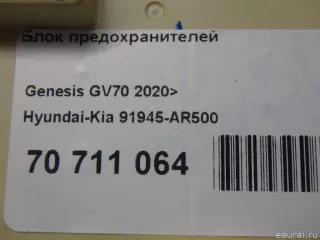 Блок предохранителей
Genesis GV70 2020>
Hyundai-Kia 91945-AR500
70 711 064
eaural.ru